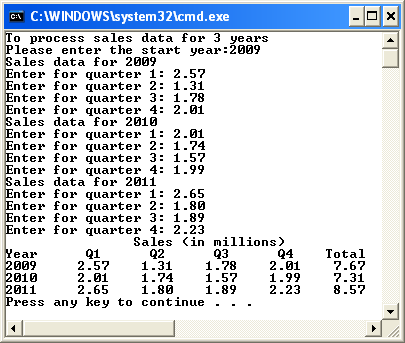 C:\WINDOWS\system32\cmd.exe
To process sales data for 3 years
Please enter the start year:2009
Sales data for 2009
Enter for quarter 1: 2.57
Enter for quarter 2: 1.31
Enter for quarter 3: 1.78
Enter for quarter 4: 2.01
Sales data for 2010
Enter for quarter 1: 2.01
Enter for quarter 2: 1.74
Enter for quarter 3: 1.57
Enter for quarter 4: 1.99
Sales data for 2011
Enter for quarter 1: 2.65
Enter for quarter 2: 1.80
Enter for quarter 3: 1.89
Enter for quarter 4: 2.23
Sales (in millions)
Year Q1 Q2 Q3 Q4 Total
2009 2.57 1.31 1.78 2.01 7.67
2010 2.01 1.74 1.57 1.99 7.31
2011 2.65 1.80 1.89 2.23 8.57
Press any key to continue . . .